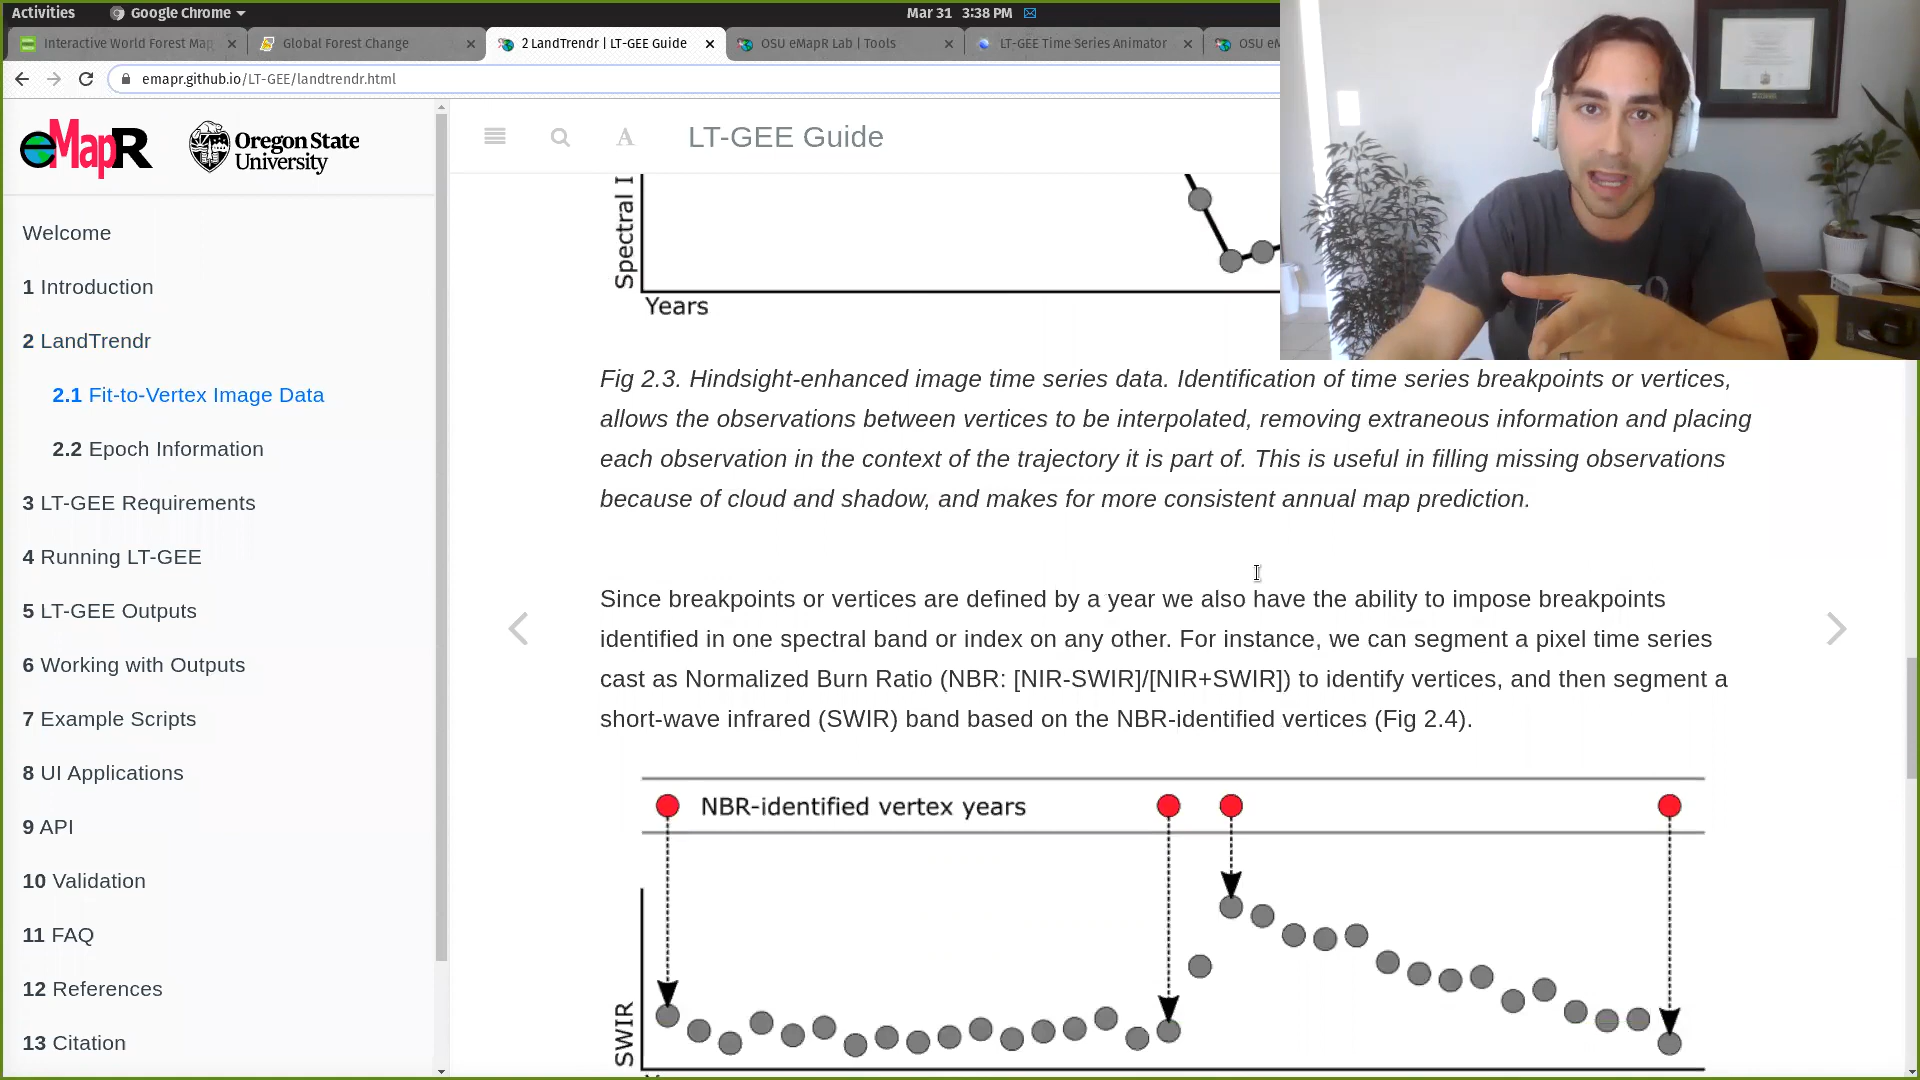 Activities
Google Chrome
Mar 31 3:38 PM
Interactive World Forest Map
Global Forest Change
2 LandTrendr | LT-GEE Guide
OSU eMapR Lab | Tools
LT-GEE Time Series Animator
OSU eM
emapr.github.io/LT-GEE/landtrendr.html
eMapR
Oregon State
University
A
LT-GEE Guide
Welcome
1 Introduction
2 LandTrendr
2.1 Fit-to-Vertex Image Data
2.2 Epoch Information
3 LT-GEE Requirements
4 Running LT-GEE
5 LT-GEE Outputs
6 Working with Outputs
7 Example Scripts
8 UI Applications
9 API
10 Validation
11 FAQ
12 References
13 Citation
Spectral I
Years
Fig 2.3. Hindsight-enhanced image time series data. Identification of time series breakpoints or vertices,
allows the observations between vertices to be interpolated, removing extraneous information and placing
each observation in the context of the trajectory it is part of. This is useful in filling missing observations
because of cloud and shadow, and makes for more consistent annual map prediction.
Since breakpoints or vertices are defined by a year we also have the ability to impose breakpoints
identified in one spectral band or index on any other. For instance, we can segment a pixel time series
cast as Normalized Burn Ratio (NBR: [NIR-SWIR]/[NIR+SWIR]) to identify vertices, and then segment a
short-wave infrared (SWIR) band based on the NBR-identified vertices (Fig 2.4).
NBR-identified vertex years
SWIR